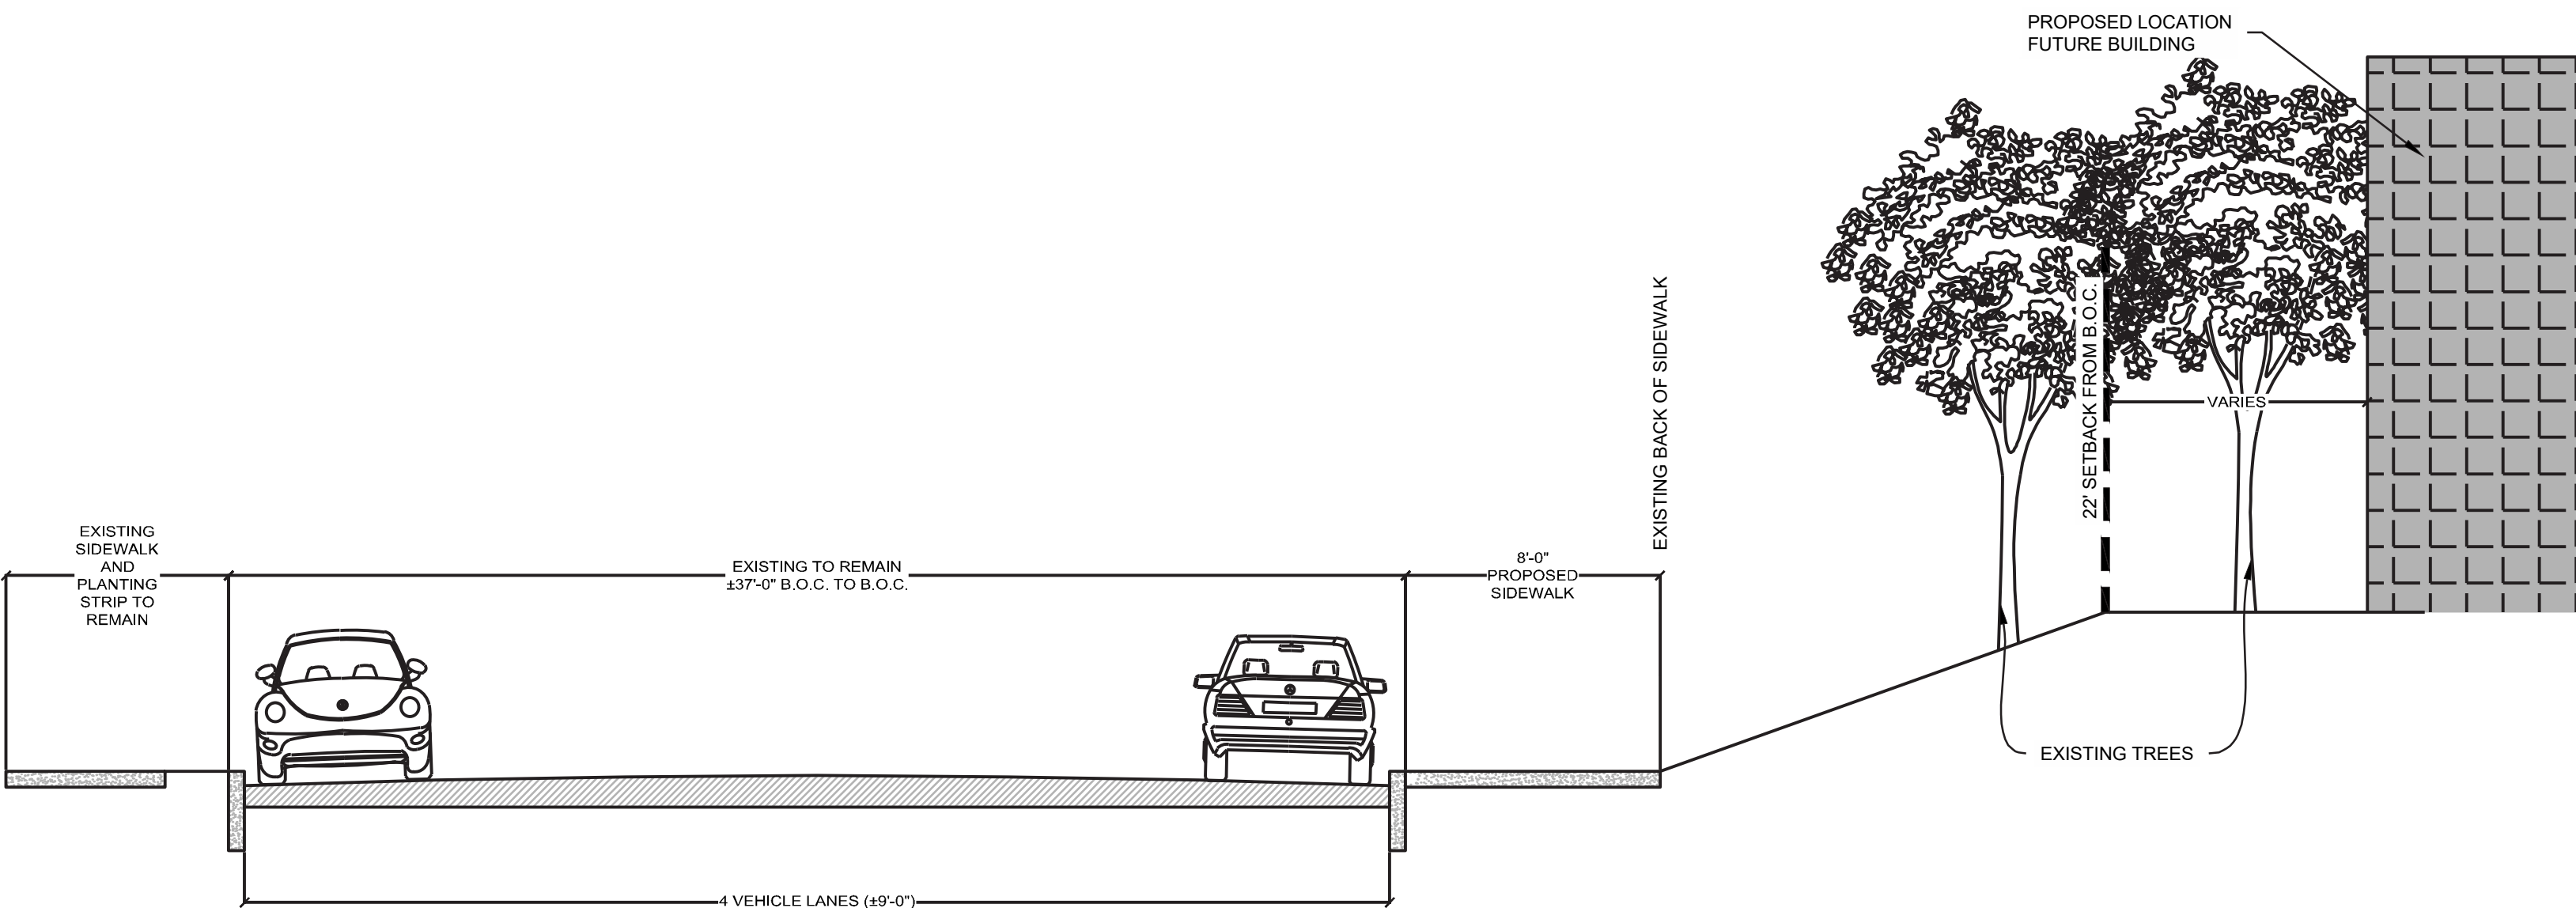 PROPOSED LOCATION
FUTURE BUILDING
EXISTING BACK OF SIDEWALK
22' SETBACK FROM B.O.C.
VARIES
EXISTING
SIDEWALK
AND
PLANTING
STRIP TO
REMAIN
EXISTING TO REMAIN
±37'-0" B.O.C. TO B.O.C.
8'-0"
PROPOSED
SIDEWALK
EXISTING TREES
4 VEHICLE LANES (±9'-0")